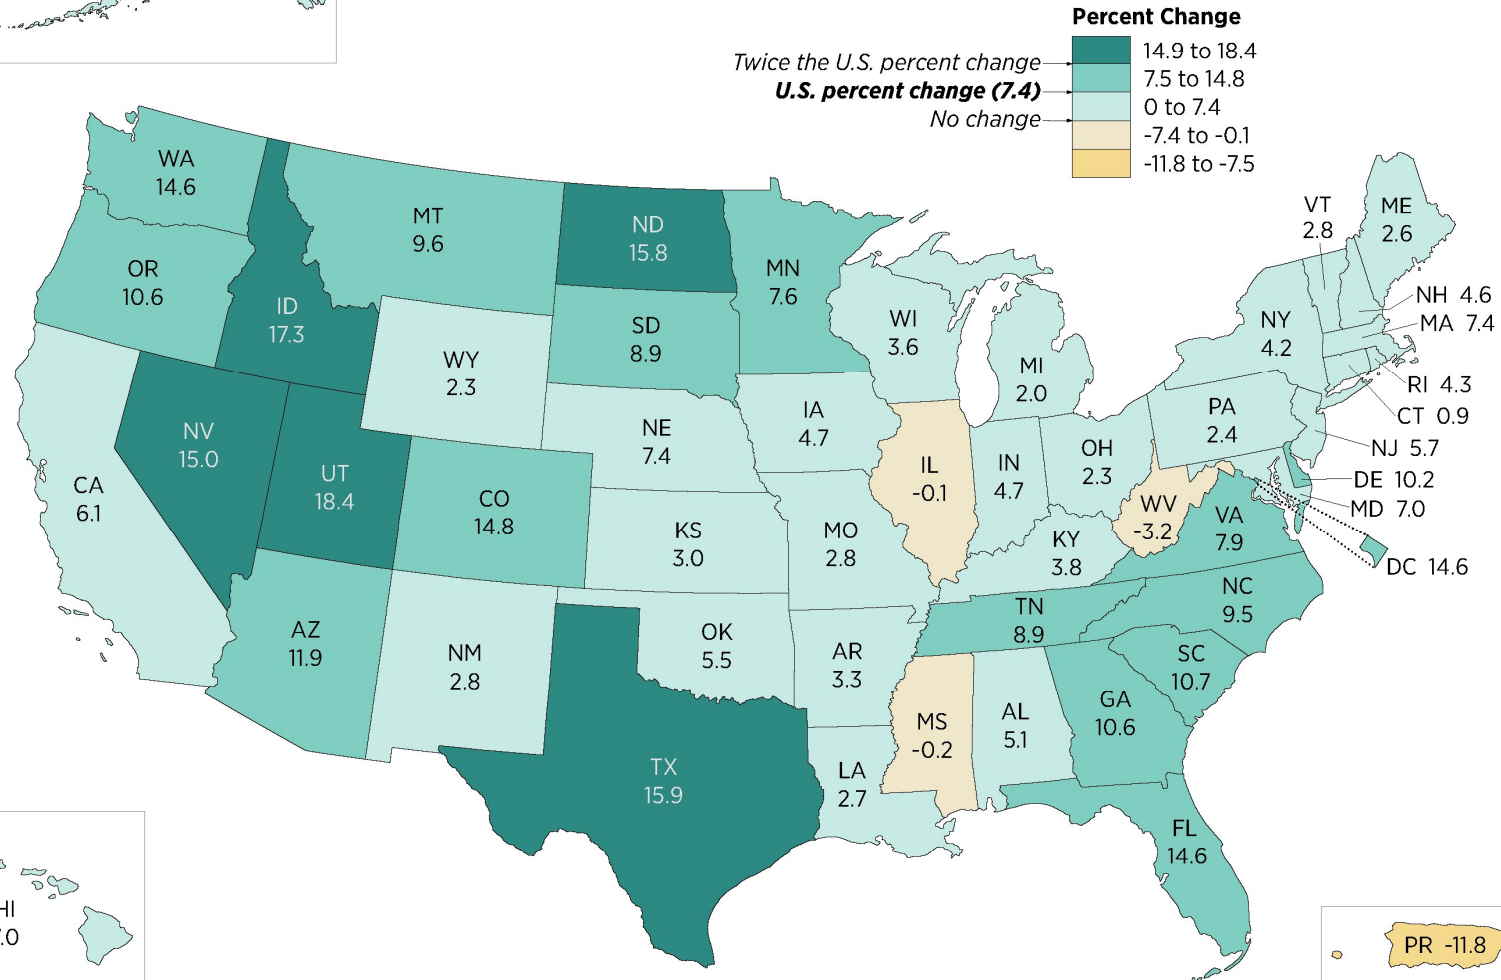 Percent Change
14.9 to 18.4
Twice the U.S. percent change
7.5 to 14.8
U.S. percent change (7.4)
0 to 7.4
No change
-7.4 to -0.1
-11.8 to -7.5
WA
14.6
OR
10.6
ID
17.3
MT
9.6
ND
15.8
MN
7.6
SD
8.9
WY
2.3
WI
3.6
MI
2.0
VT
2.8
ME
2.6
NH 4.6
MA 7.4
NY
4.2
RI 4.3
CT 0.9
PA
2.4
NJ 5.7
DE 10.2
MD 7.0
DC 14.6
NV
15.0
UT
18.4
CA
6.1
CO
14.8
NE
7.4
IA
4.7
IL
-0.1
IN
4.7
OH
2.3
WV
-3.2
VA
7.9
KS
3.0
MO
2.8
KY
3.8
NC
9.5
TN
8.9
SC
10.7
AZ
11.9
NM
2.8
OK
5.5
AR
3.3
MS
-0.2
AL
5.1
GA
10.6
TX
15.9
LA
2.7
FL
14.6
HI
.0
PR -11.8